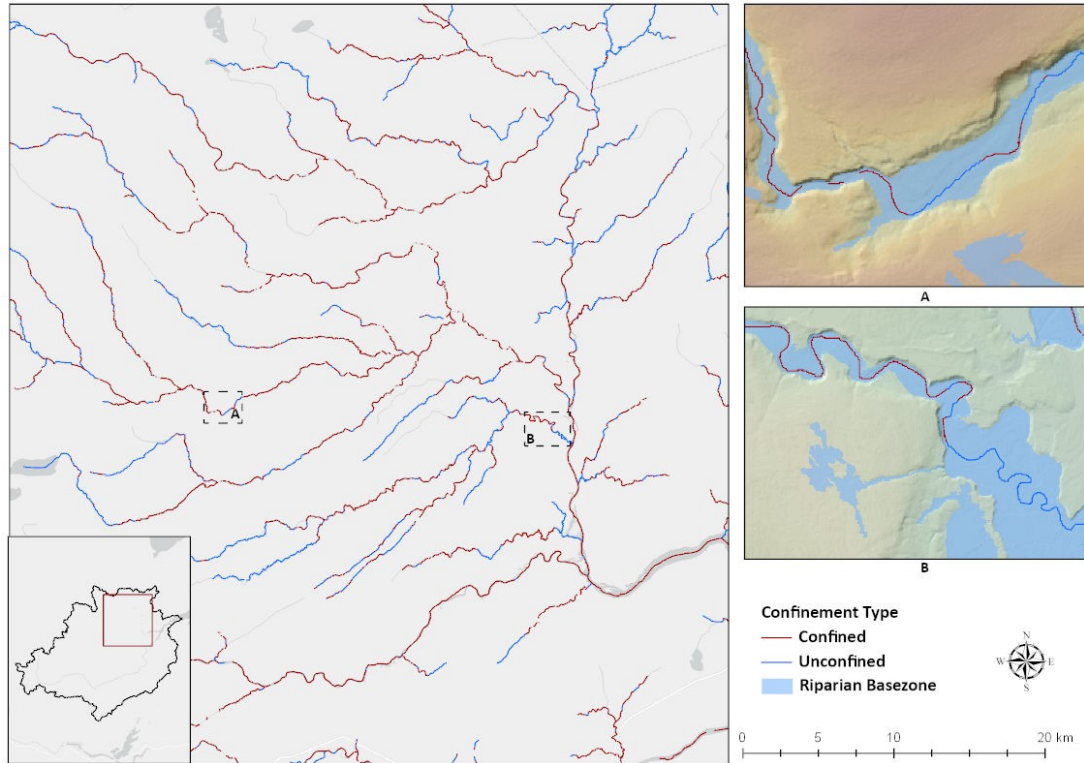 A
B
A
B
Confinement Type
Confined
Unconfined
Riparian Basezone
N
W E
S
0 5 10 20 km